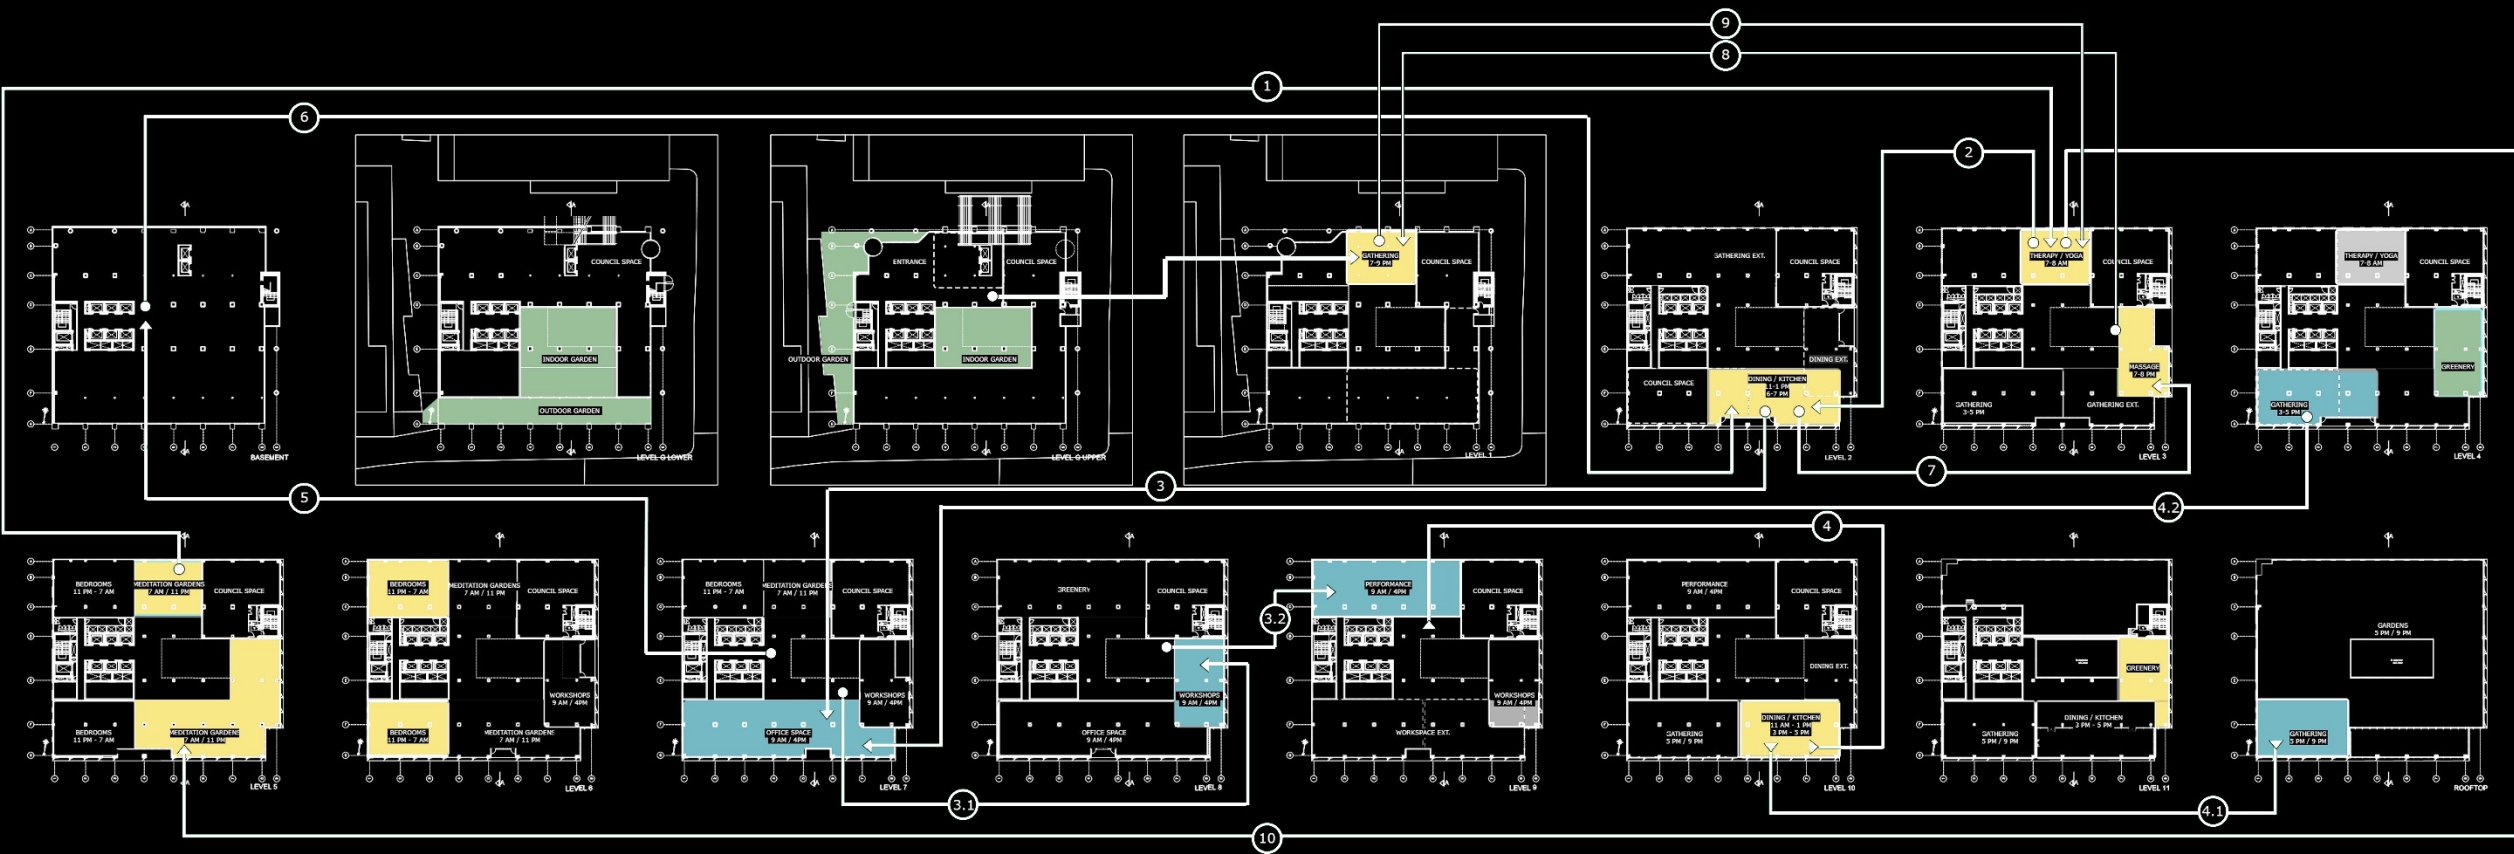 9
8
1
6
2
COUNCIL SPACE
BASEMENT
INDOOR GARDEN
OUTDOOR GARDEN
LEVEL G LOWER
ENTRANCE
COUNCIL SPACE
OUTDOOR GARDEN
INDOOR GARDEN
LEVEL G UPPER
GATHERING
7-9 PM
COUNCIL SPACE
LEVEL 1
GATHERING EXT.
COUNCIL SPACE
DINING EXT.
COUNCIL SPACE
DINING / KITCHEN
11-1 PM
6-7 PM
LEVEL 2
THERAPY / YOGA
7-8 AM
COUNCIL SPACE
MASSAGE
7-8 PM
GATHERING
3-5 PM
GATHERING EXT.
LEVEL 3
THERAPY / YOGA
7-8 AM
COUNCIL SPACE
GREENERY
GATHERING
3-5 PM
LEVEL 4
7
3
5
4.2
4
BEDROOMS
11 PM - 7 AM
MEDITATION GARDENS
7 AM / 11 PM
COUNCIL SPACE
BEDROOMS
11 PM - 7 AM
MEDITATION GARDENS
7 AM / 11 PM
LEVEL 5
BEDROOMS
11 PM - 7 AM
MEDITATION GARDENS
7 AM / 11 PM
COUNCIL SPACE
WORKSHOPS
9 AM / 4PM
BEDROOMS
11 PM - 7 AM
MEDITATION GARDENS
7 AM / 11 PM
LEVEL 6
BEDROOMS
11 PM - 7 AM
MEDITATION GARDENS
7 AM / 11 PM
COUNCIL SPACE
WORKSHOPS
9 AM / 4PM
OFFICE SPACE
9 AM / 4PM
LEVEL 7
GREENERY
COUNCIL SPACE
WORKSHOPS
9 AM / 4PM
OFFICE SPACE
9 AM / 4PM
LEVEL 8
3.2
PERFORMANCE
9 AM / 4PM
COUNCIL SPACE
WORKSHOPS
9 AM / 4PM
WORKSPACE EXT.
LEVEL 9
PERFORMANCE
9 AM / 4PM
COUNCIL SPACE
DINING EXT.
GATHERING
5 PM / 9 PM
DINING / KITCHEN
11 AM - 1 PM
3 PM - 5 PM
LEVEL 10
GREENERY
GATHERING
5 PM / 9 PM
DINING / KITCHEN
3 PM - 5 PM
LEVEL 11
GARDENS
5 PM / 9 PM
GATHERING
5 PM / 9 PM
ROOFTOP
3.1
4.1
10